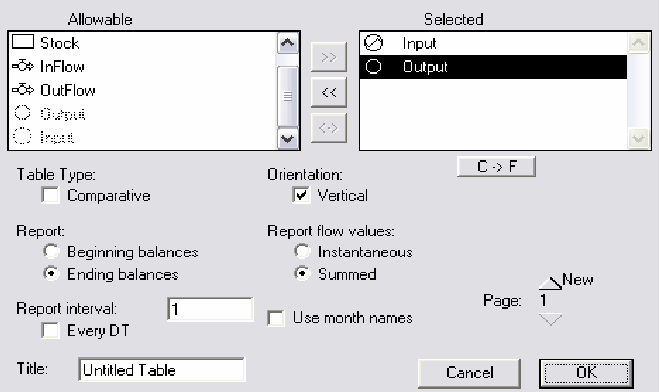 Allowable
Selected
Stock
InFlow
OutFlow
Output
Input
>>
<<
<->
Input
Output
C -> F
Table Type:
Comparative
Orientation:
Vertical
Report:
Beginning balances
Ending balances
Report flow values:
Instantaneous
Summed
Report interval:
1
Every DT
Use month names
New
Page: 1
Title:
Untitled Table
Cancel
OK